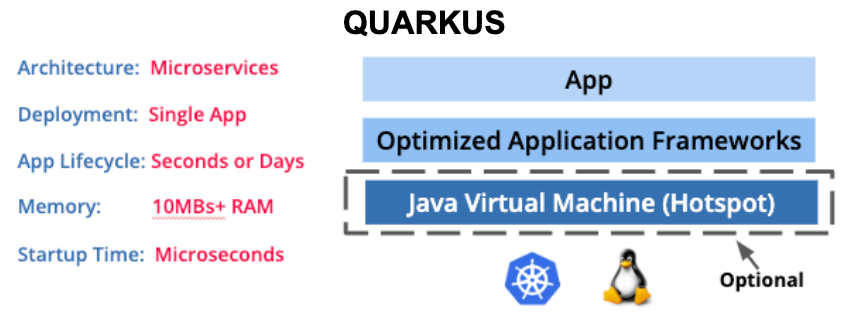 QUARKUS
Architecture: Microservices
Deployment: Single App
App Lifecycle: Seconds or Days
Memory: 10MBs+ RAM
Startup Time: Microseconds
App
Optimized Application Frameworks
Java Virtual Machine (Hotspot)
Optional